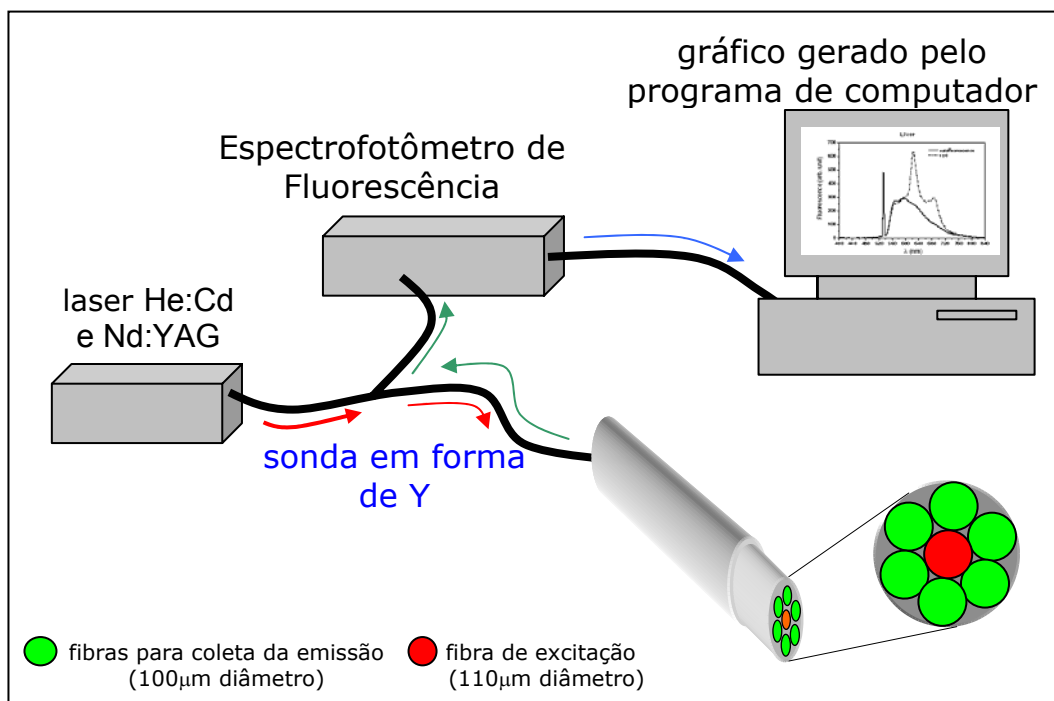 gráfico gerado pelo
programa de computador
Espectrofotômetro de
Fluorescência
laser He:Cd
e Nd:YAG
sonda em forma
de Y
fibras para coleta da emissão
(100μm diâmetro)
fibra de excitação
(110μm diâmetro)